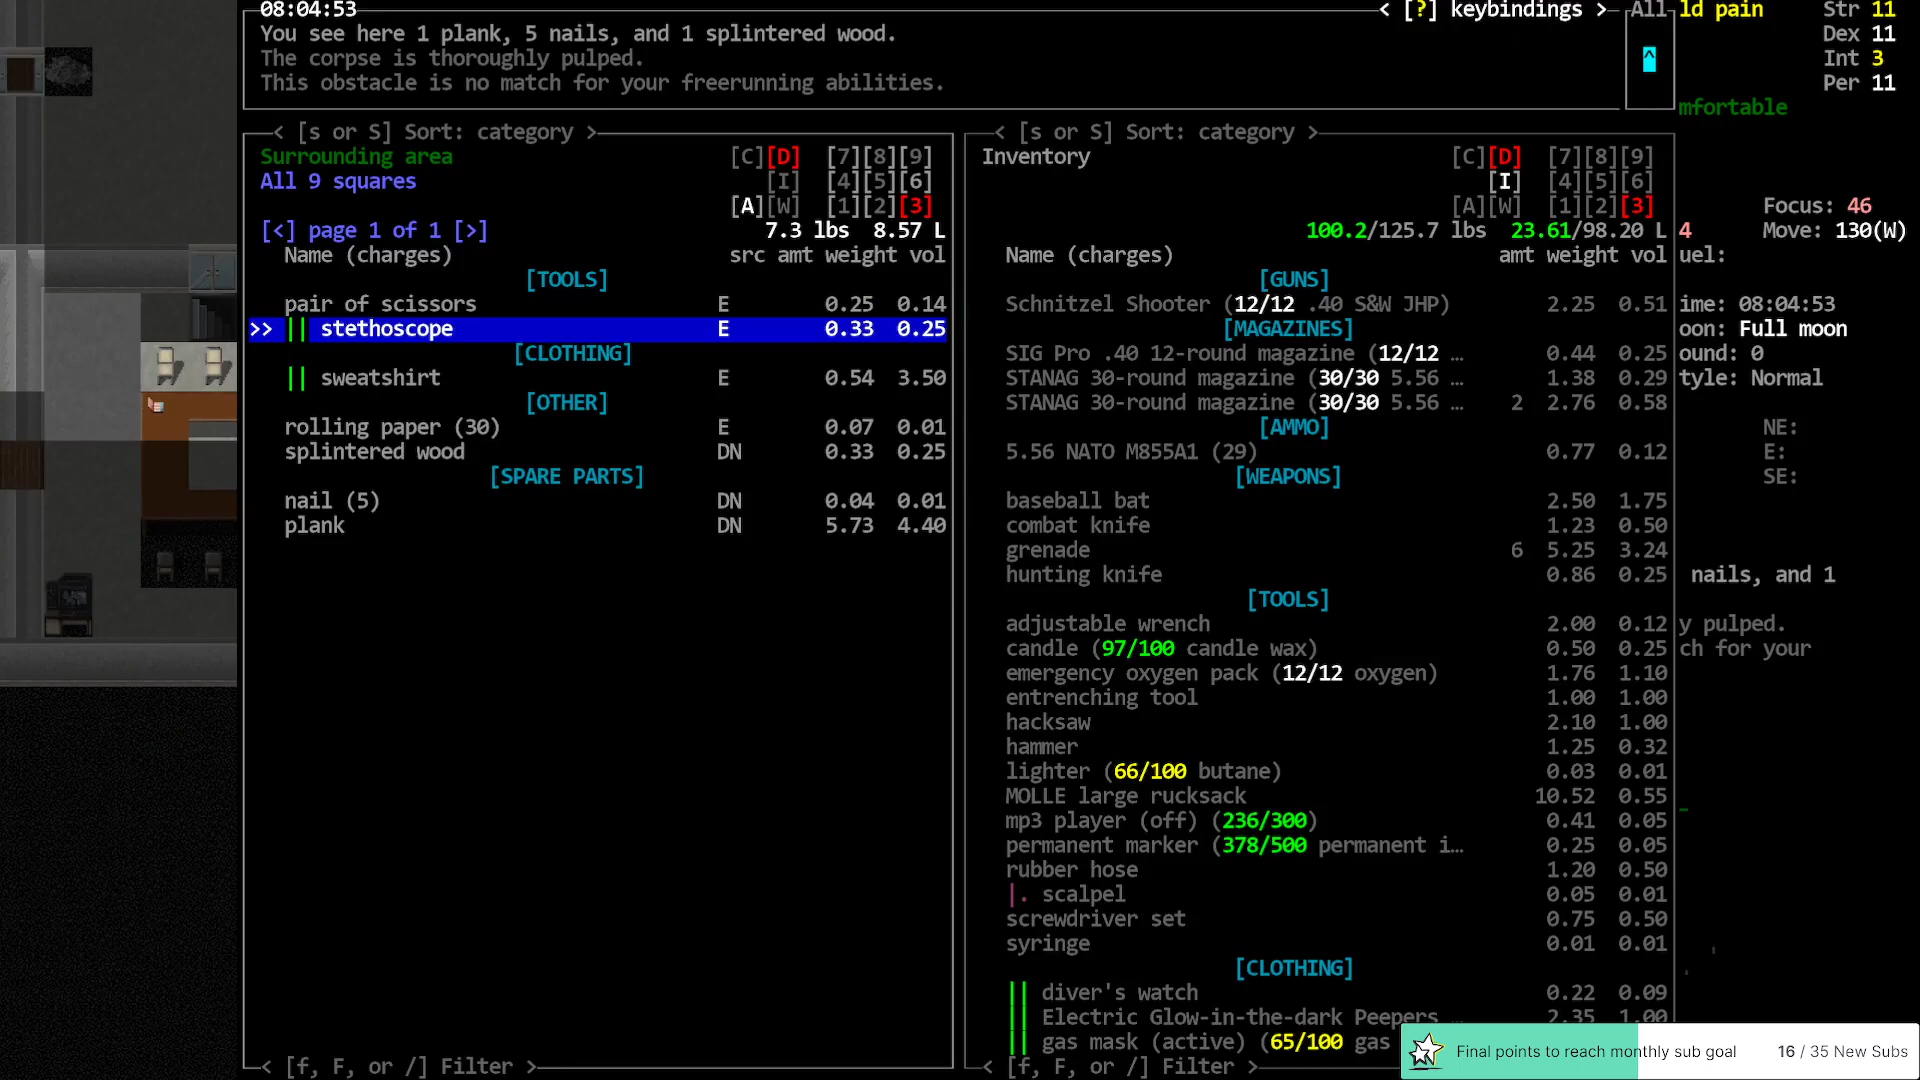 08:04:53
You see here 1 plank, 5 nails, and 1 splintered wood.
The corpse is thoroughly pulped.
This obstacle is no match for your freerunning abilities.
< [?] keybindings >
All
^
ld pain
Str 11
Dex 11
Int 3
Per 11
mfortable
< [s or S] Sort: category >
Surrounding area [C][D] [7][8][9]
All 9 squares [I] [4][5][6]
[A][W] [1][2][3]
[<] page 1 of 1 [>] 7.3 lbs 8.57 L
Name (charges) src amt weight vol
[TOOLS]
pair of scissors E 0.25 0.14
>> || stethoscope E 0.33 0.25
[CLOTHING]
|| sweatshirt E 0.54 3.50
[OTHER]
rolling paper (30) E 0.07 0.01
splintered wood DN 0.33 0.25
[SPARE PARTS]
nail (5) DN 0.04 0.01
plank DN 5.73 4.40
< [f, F, or /] Filter >
< [s or S] Sort: category >
Inventory [C][D] [7][8][9]
[I] [4][5][6]
[A][W] [1][2][3]
100.2/125.7 lbs 23.61/98.20 L
Name (charges) amt weight vol
[GUNS]
Schnitzel Shooter (12/12 .40 S&W JHP) 2.25 0.51
[MAGAZINES]
SIG Pro .40 12-round magazine (12/12 … 0.44 0.25
STANAG 30-round magazine (30/30 5.56 … 1.38 0.29
STANAG 30-round magazine (30/30 5.56 … 2 2.76 0.58
[AMMO]
5.56 NATO M855A1 (29) 0.77 0.12
[WEAPONS]
baseball bat 2.50 1.75
combat knife 1.23 0.50
grenade 6 5.25 3.24
hunting knife 0.86 0.25
[TOOLS]
adjustable wrench 2.00 0.12
candle (97/100 candle wax) 0.50 0.25
emergency oxygen pack (12/12 oxygen) 1.76 1.10
entrenching tool 1.00 1.00
hacksaw 2.10 1.00
hammer 1.25 0.32
lighter (66/100 butane) 0.03 0.01
MOLLE large rucksack 10.52 0.55
mp3 player (off) (236/300) 0.41 0.05
permanent marker (378/500 permanent i… 0.25 0.05
rubber hose 1.20 0.50
|. scalpel 0.05 0.01
screwdriver set 0.75 0.50
syringe 0.01 0.01
[CLOTHING]
|| diver's watch 0.22 0.09
|| Electric Glow-in-the-dark Peepers … 2.35 1.00
|| gas mask (active) (65/100 gas
< [f, F, or /] Filter >
Focus: 46
4 Move: 130(W)
uel:
ime: 08:04:53
oon: Full moon
ound: 0
tyle: Normal
NE:
E:
SE:
nails, and 1
y pulped.
ch for your
Final points to reach monthly sub goal 16 / 35 New Subs